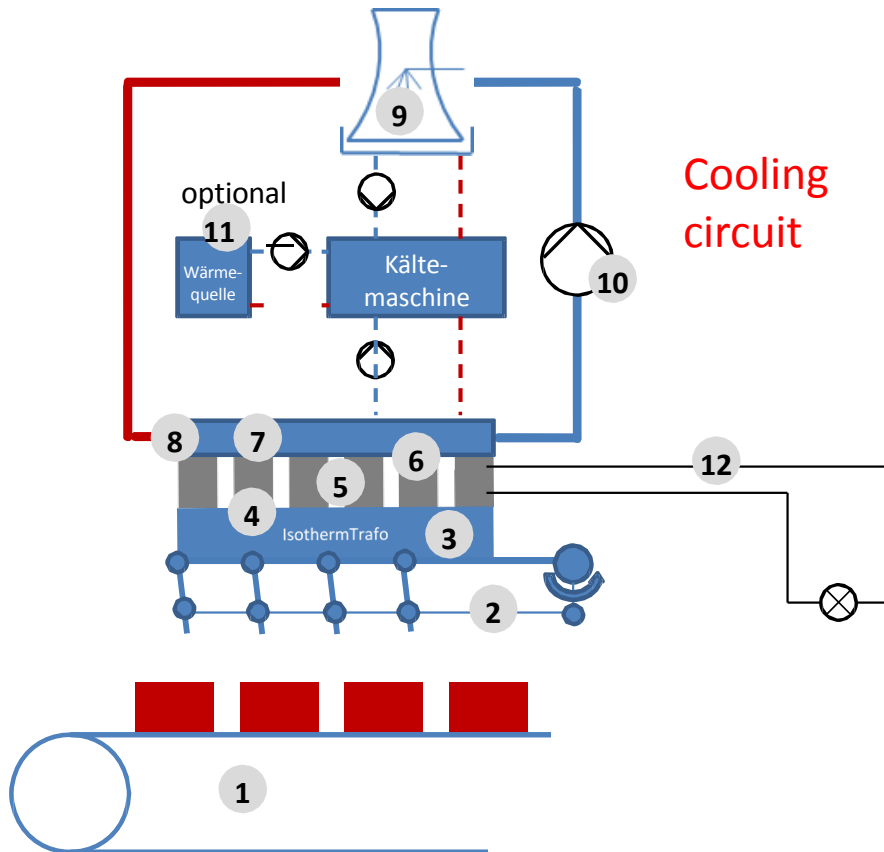 9
optional
Cooling
circuit
11
Wärme-
quelle
Kälte-
maschine
10
8
7
6
12
5
4
IsothermTrafo
3
2
1